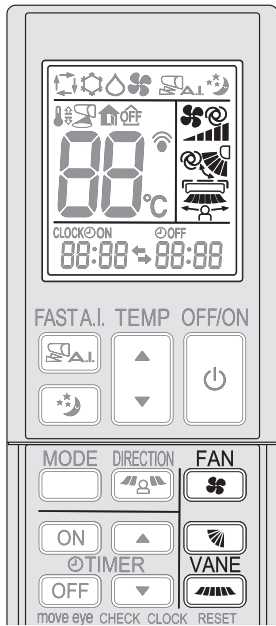 A.I.
OFF
88
°C
CLOCK ON OFF
88:88 88:88
FAST A.I. TEMP OFF/ON
A.I.
MODE DIRECTION FAN
ON
TIMER VANE
OFF
move eye CHECK CLOCK RESET